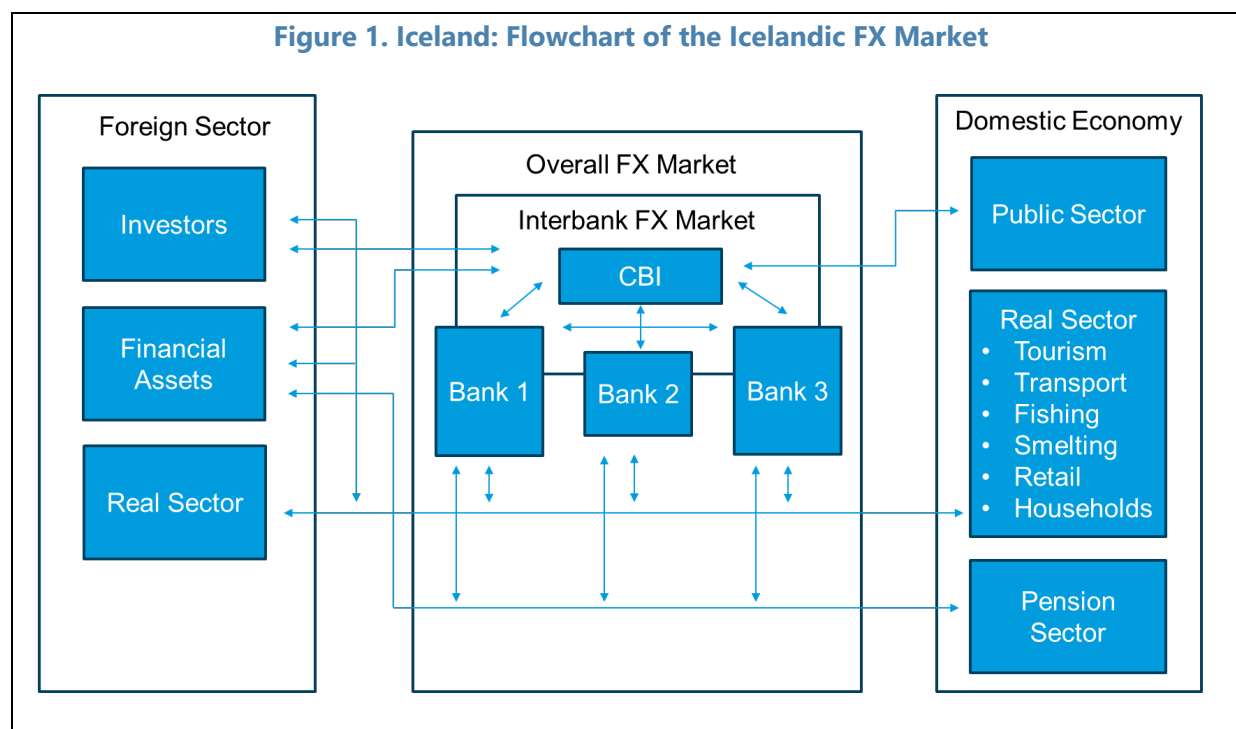 Figure 1. Iceland: Flowchart of the Icelandic FX Market
Foreign Sector
Investors
Financial
Assets
Real Sector
Overall FX Market
Interbank FX Market
CBI
Bank 1
Bank 2
Bank 3
Domestic Economy
Public Sector
Real Sector
• Tourism
• Transport
• Fishing
• Smelting
• Retail
• Households
Pension
Sector